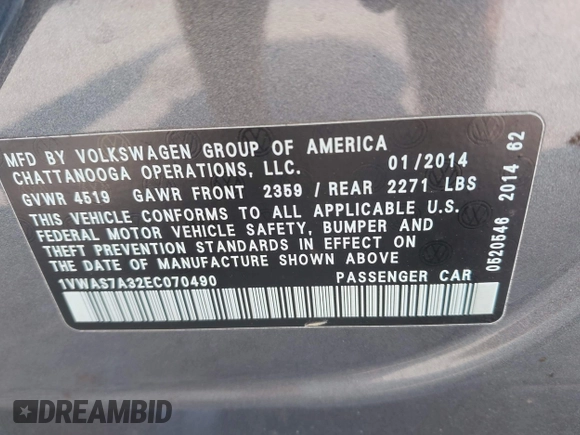 MFD BY VOLKSWAGEN GROUP OF AMERICA
CHATTANOOGA OPERATIONS, LLC. 01/2014
GVWR 4519 GAWR FRONT 2359 / REAR 2271 LBS
THIS VEHICLE CONFORMS TO ALL APPLICABLE U.S.
FEDERAL MOTOR VEHICLE SAFETY, BUMPER AND
THEFT PREVENTION STANDARDS IN EFFECT ON
THE DATE OF MANUFACTURE SHOWN ABOVE
1VWAS7A32EC070490 PASSENGER CAR
0520546 2014 62
DREAMBID